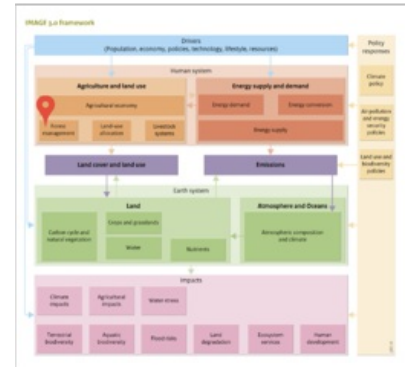 IMAGE 3.0 framework
Drivers
(Population, economy, policies, technology, lifestyle, resources)
Policy
responses
Human system
Agriculture and land use
Energy supply and demand
Climate
policy
Agricultural economy
Energy demand
Energy conversion
Air pollution
and energy
security
policies
Forest
management
Land-use
allocation
Livestock
systems
Energy supply
Land cover and land use
Emissions
Land use and
biodiversity
policies
Earth system
Land
Atmosphere and Oceans
Carbon cycle and
natural vegetation
Crops and grasslands
Water
Nutrients
Atmospheric composition
and climate
Impacts
Climate
impacts
Agricultural
impacts
Water stress
Terrestrial
biodiversity
Aquatic
biodiversity
Flood risks
Land
degradation
Ecosystem
services
Human
development